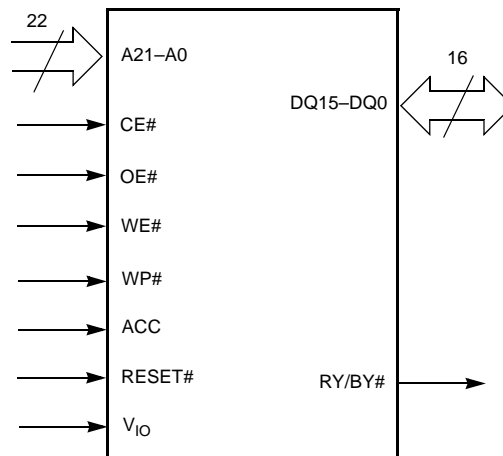 22
A21–A0
16
DQ15–DQ0
CE#
OE#
WE#
WP#
ACC
RESET#
RY/BY#
VIO